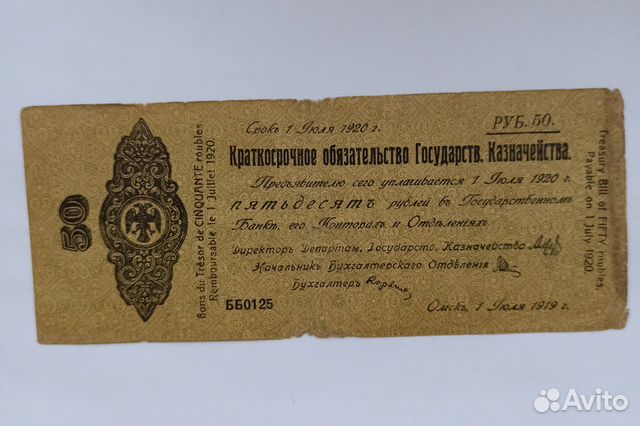 50
Bons du Trésor de CINQUANTE roubles
Remboursable le 1 Juillet 1920.
Срокъ 1 Іюля 1920 г.
РУБ. 50.
Краткосрочное обязательство Государств. Казначейства.
Предъявителю сего уплачивается 1 Іюля 1920 г.
ПЯТЬДЕСЯТЪ рублей въ Государственномъ
Банкѣ, его Конторахъ и Отдѣленіяхъ.
Директоръ Департам. Государств. Казначейства
Начальникъ Бухгалтерскаго Отдѣленія
Бухгалтеръ
ББ0125
Омскъ, 1 Іюля 1919 г.
Treasury Bill of FIFTY roubles.
Payable on 1 July 1920
Avito